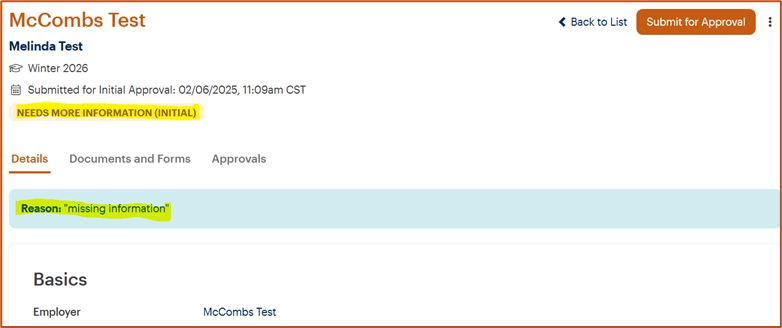 McCombs Test
Back to List
Submit for Approval
Melinda Test
Winter 2026
Submitted for Initial Approval: 02/06/2025, 11:09am CST
NEEDS MORE INFORMATION (INITIAL)
Details Documents and Forms Approvals
Reason: "missing information"
Basics
Employer McCombs Test